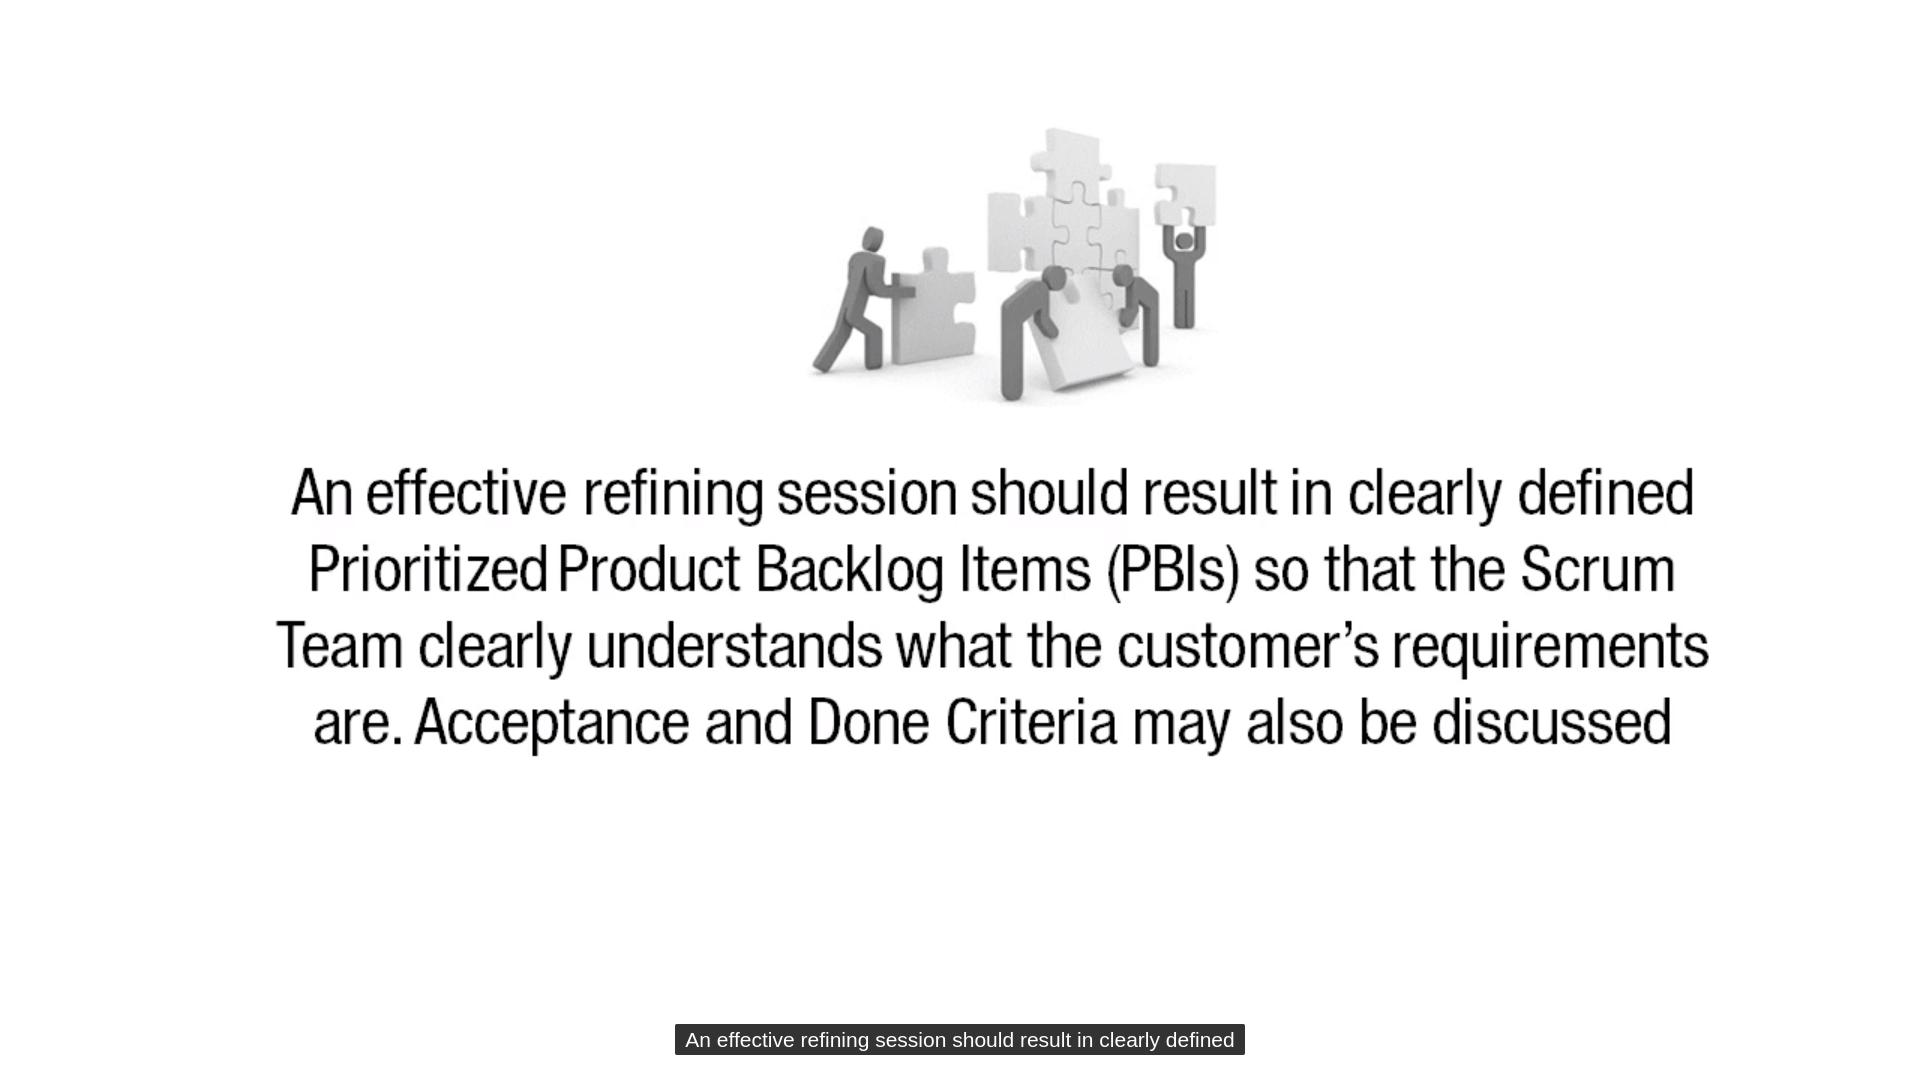 An effective refining session should result in clearly defined
Prioritized Product Backlog Items (PBIs) so that the Scrum
Team clearly understands what the customer’s requirements
are. Acceptance and Done Criteria may also be discussed
An effective refining session should result in clearly defined